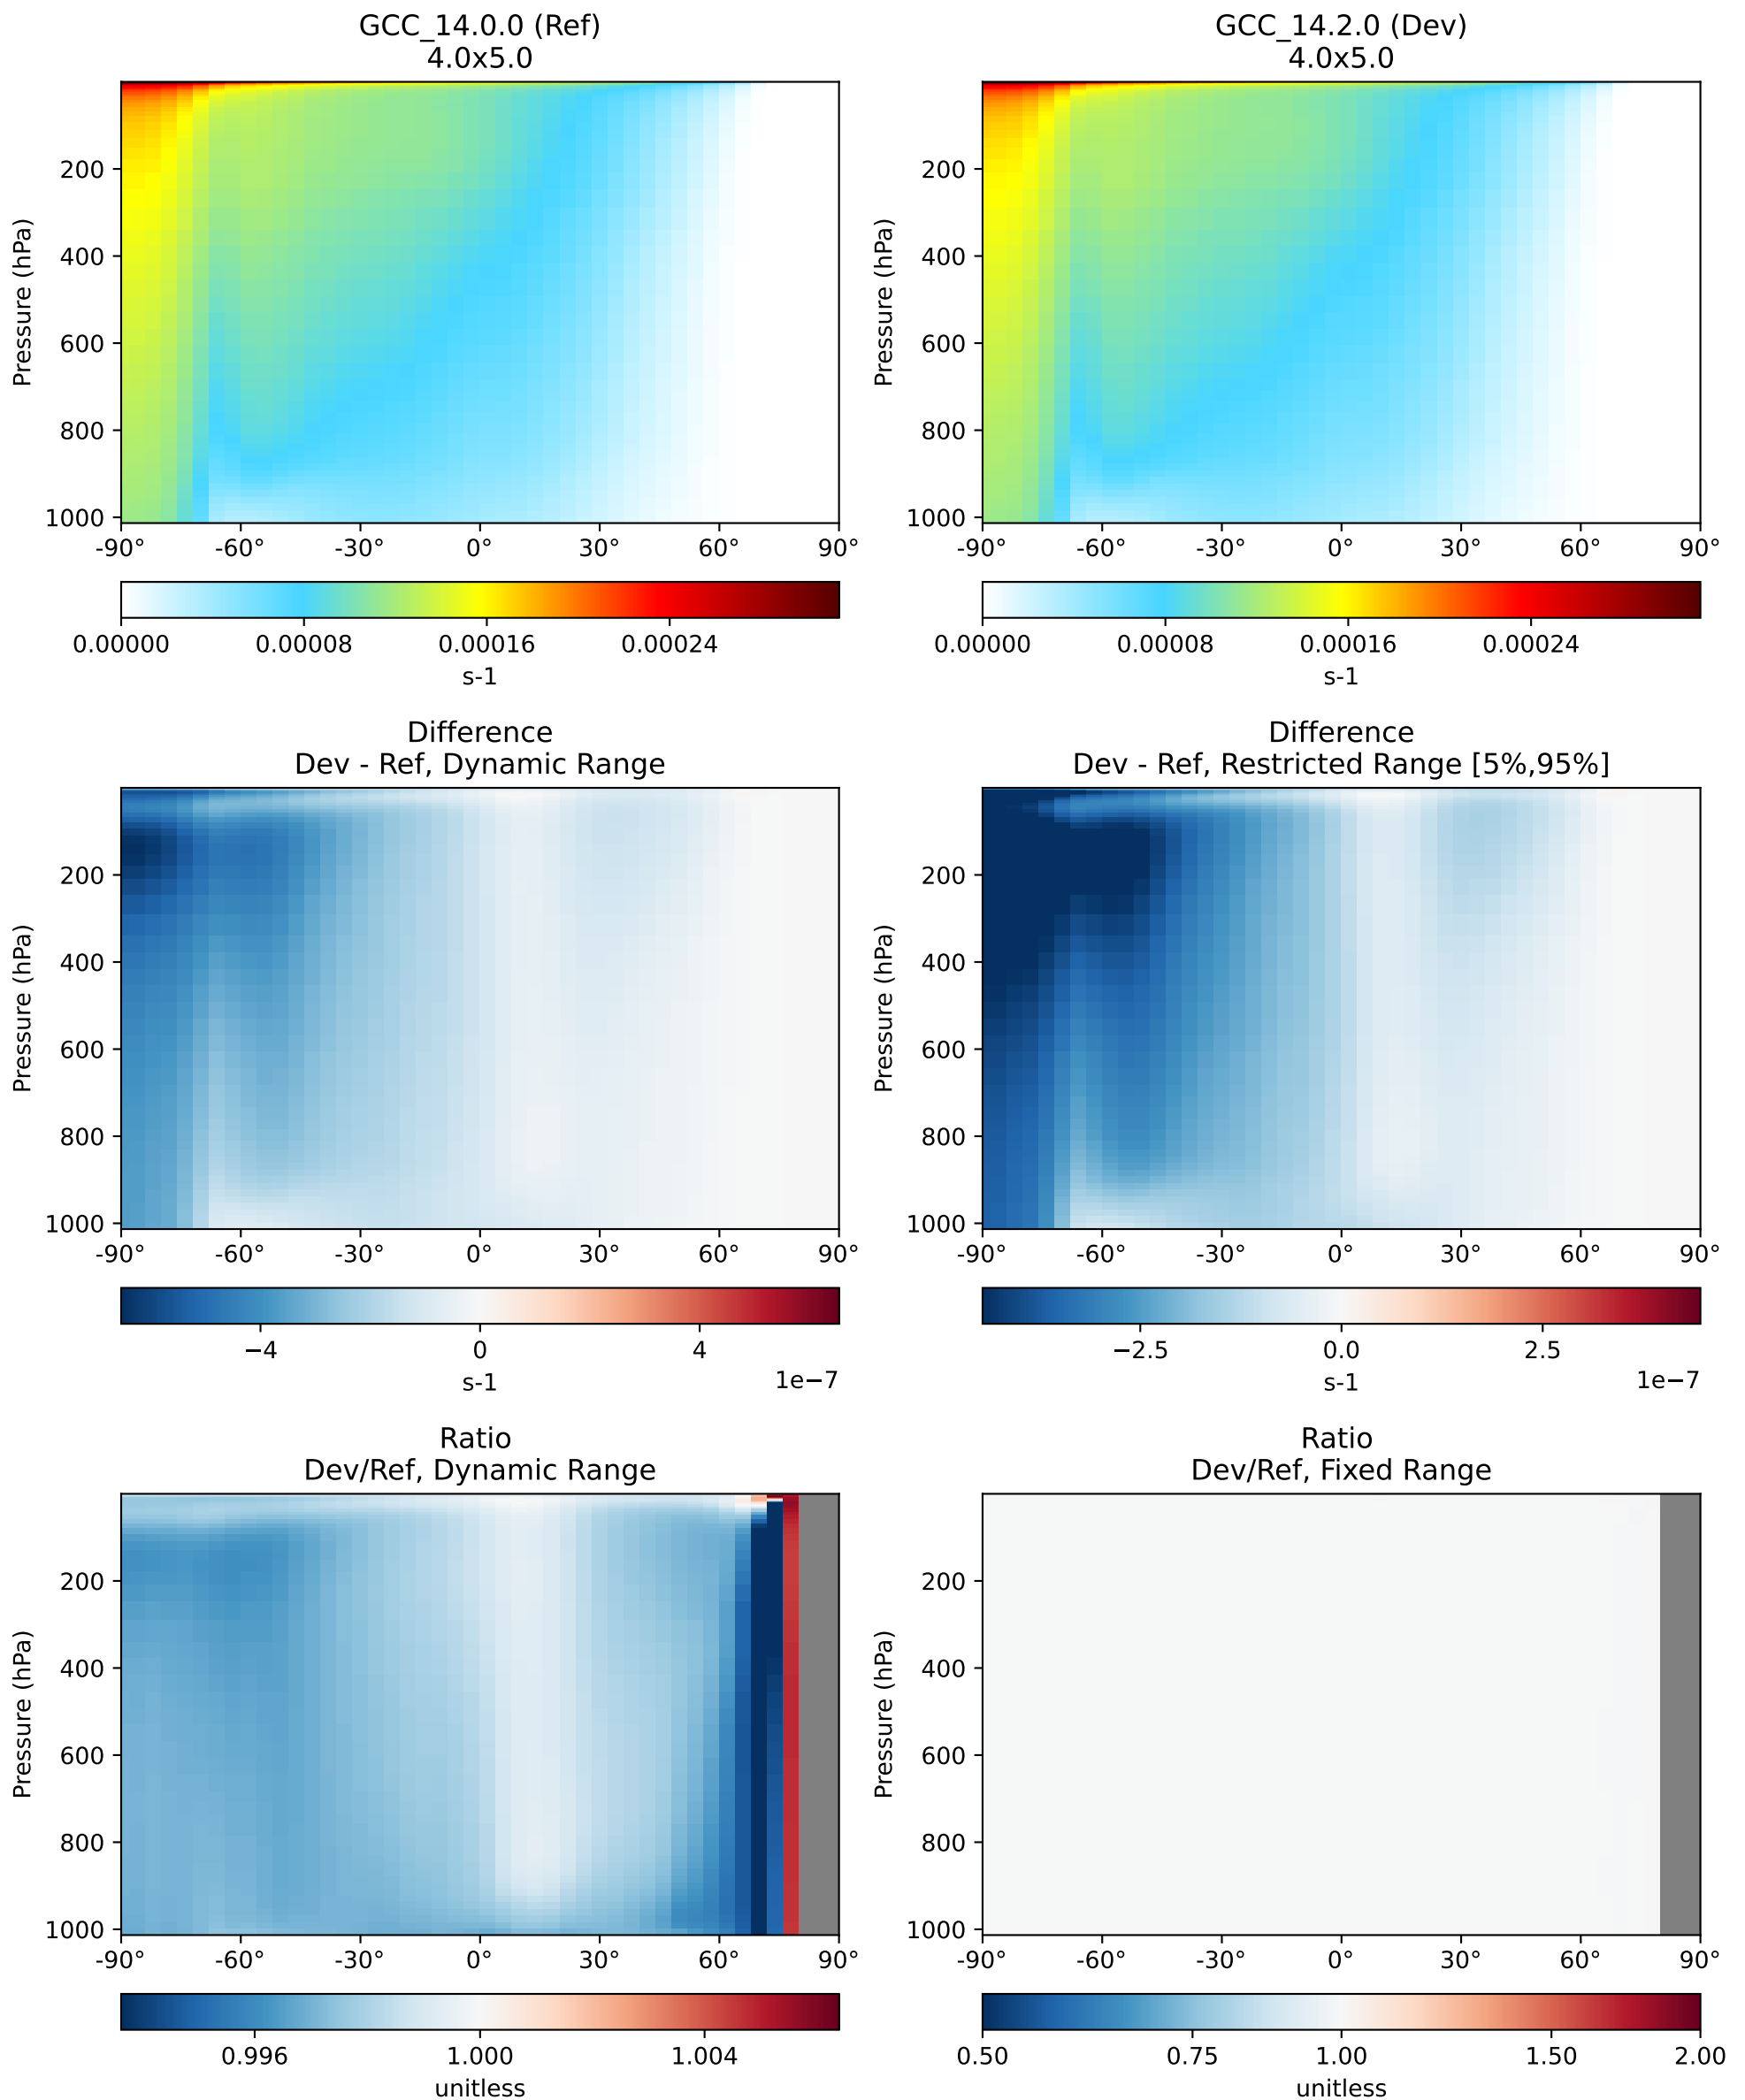 GCC_14.0.0 (Ref)
4.0x5.0
Pressure (hPa)
200
400
600
800
1000
-90° -60° -30° 0° 30° 60° 90°
0.00000 0.00008 0.00016 0.00024
s-1
GCC_14.2.0 (Dev)
4.0x5.0
Pressure (hPa)
200
400
600
800
1000
-90° -60° -30° 0° 30° 60° 90°
0.00000 0.00008 0.00016 0.00024
s-1
Difference
Dev - Ref, Dynamic Range
Pressure (hPa)
200
400
600
800
1000
-90° -60° -30° 0° 30° 60° 90°
−4 0 4
s-1 1e−7
Difference
Dev - Ref, Restricted Range [5%,95%]
Pressure (hPa)
200
400
600
800
1000
-90° -60° -30° 0° 30° 60° 90°
−2.5 0.0 2.5
s-1 1e−7
Ratio
Dev/Ref, Dynamic Range
Pressure (hPa)
200
400
600
800
1000
-90° -60° -30° 0° 30° 60° 90°
0.996 1.000 1.004
unitless
Ratio
Dev/Ref, Fixed Range
Pressure (hPa)
200
400
600
800
1000
-90° -60° -30° 0° 30° 60° 90°
0.50 0.75 1.00 1.50 2.00
unitless